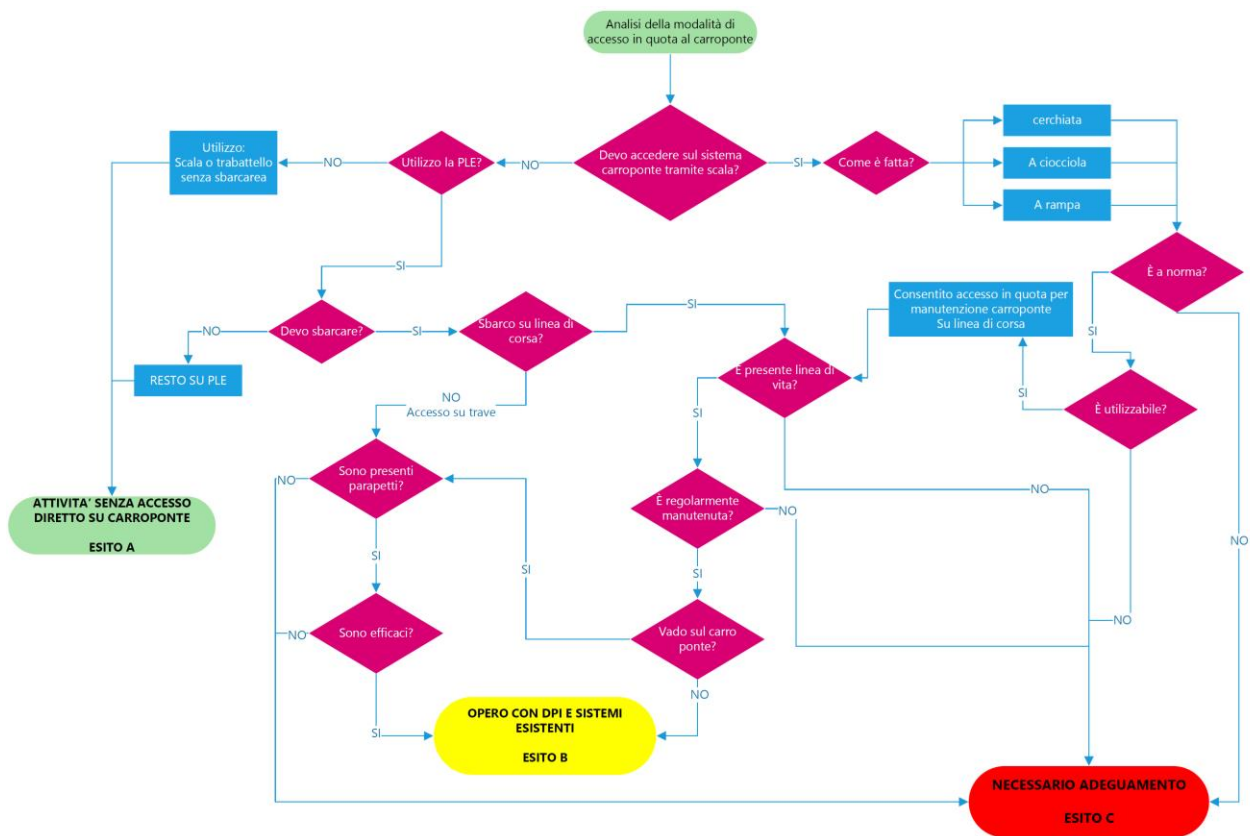 Analisi della modalità di
accesso in quota al carroponte
Utilizzo:
Scala o trabattello
senza sbarcarea
NO
Utilizzo la PLE?
NO
Devo accedere sul sistema
carroponte tramite scala?
SI
Come è fatta?
cerchiata
A ciocciola
A rampa
È a norma?
SI
NO
SI
Devo sbarcare?
NO
RESTO SU PLE
SI
Sbarco su linea di
corsa?
SI
NO
Accesso su trave
Consentito accesso in quota per
manutenzione carroponte
Su linea di corsa
È presente linea di
vita?
SI
È utilizzabile?
SI
NO
NO
Sono presenti
parapetti?
NO
SI
È regolarmente
manutenuta?
NO
SI
SI
Sono efficaci?
NO
SI
Vado sul carro
ponte?
NO
ATTIVITA' SENZA ACCESSO
DIRETTO SU CARROPONTE
ESITO A
OPERO CON DPI E SISTEMI
ESISTENTI
ESITO B
NECESSARIO ADEGUAMENTO
ESITO C